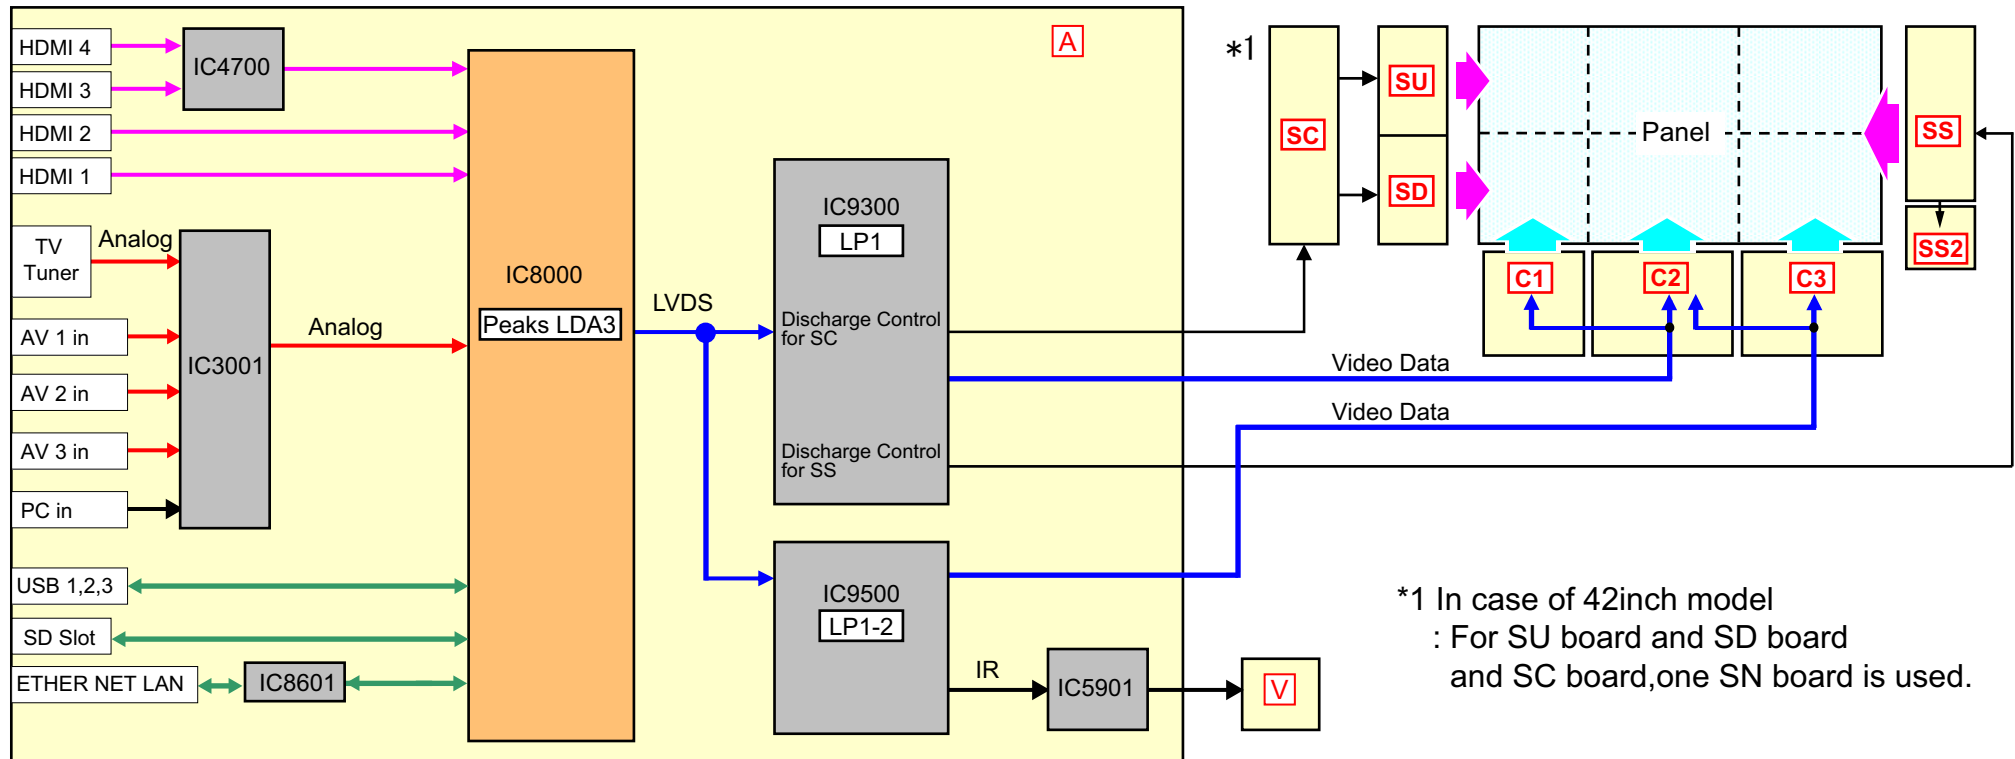 HDMI 4
HDMI 3
HDMI 2
HDMI 1
IC4700
TV
Tuner
Analog
AV 1 in
AV 2 in
AV 3 in
PC in
IC3001
Analog
USB 1,2,3
SD Slot
ETHER NET LAN
IC8601
IC8000
Peaks LDA3
LVDS
A
IC9300
LP1
Discharge Control
for SC
Discharge Control
for SS
IC9500
LP1-2
IR
IC5901
V
Video Data
Video Data
*1
SC
SU
SD
Panel
SS
SS2
C1
C2
C3
*1 In case of 42inch model
: For SU board and SD board
and SC board,one SN board is used.